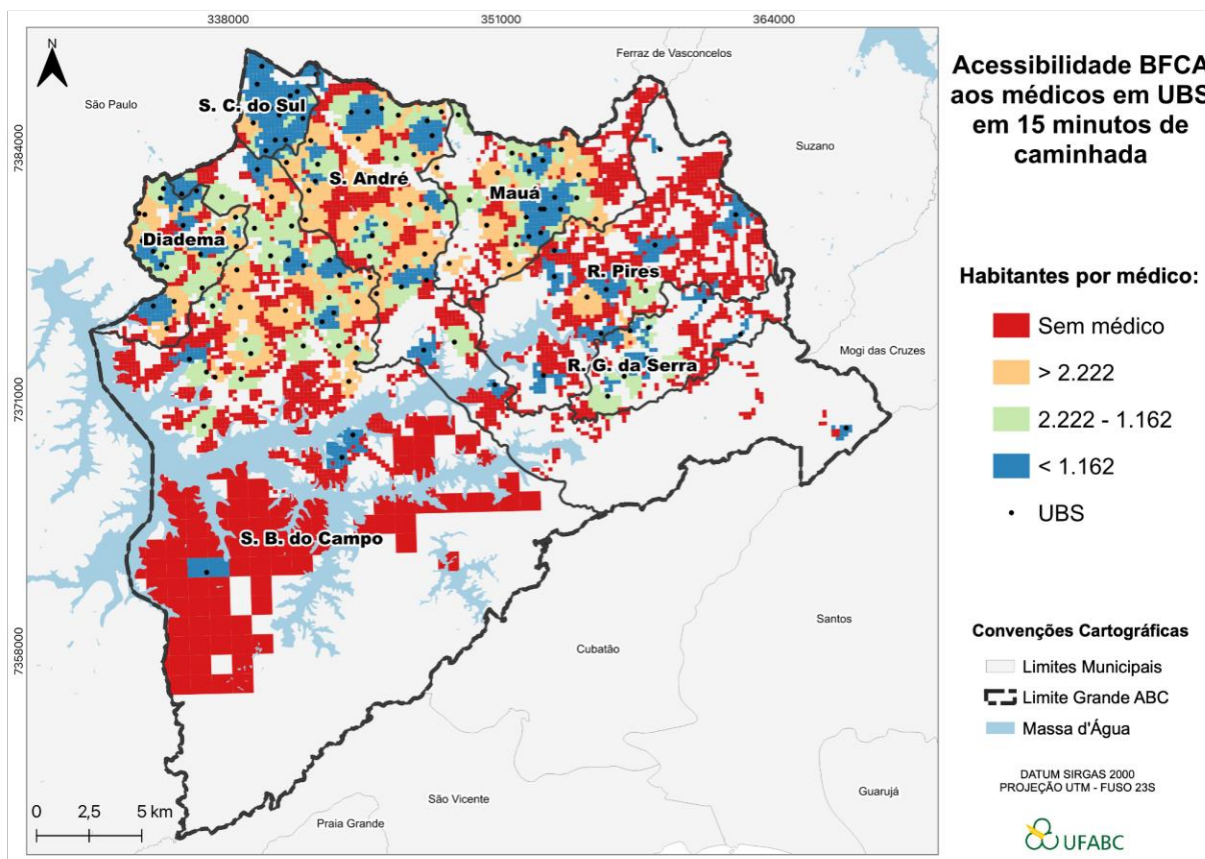 338000
351000
364000
N
Ferraz de Vasconcelos
São Paulo
S. C. do Sul
7384000
Suzano
S. André
Mauá
Diadema
R. Pires
Mogi das Cruzes
R. G. da Serra
7371000
S. B. do Campo
Santos
Cubatão
7358000
Guarujá
São Vicente
Praia Grande
0 2,5 5 km
Acessibilidade BFCA
aos médicos em UBS
em 15 minutos de
caminhada
Habitantes por médico:
Sem médico
> 2.222
2.222 - 1.162
< 1.162
UBS
Convenções Cartográficas
Limites Municipais
Limite Grande ABC
Massa d'Água
DATUM SIRGAS 2000
PROJEÇÃO UTM - FUSO 23S
UFABC